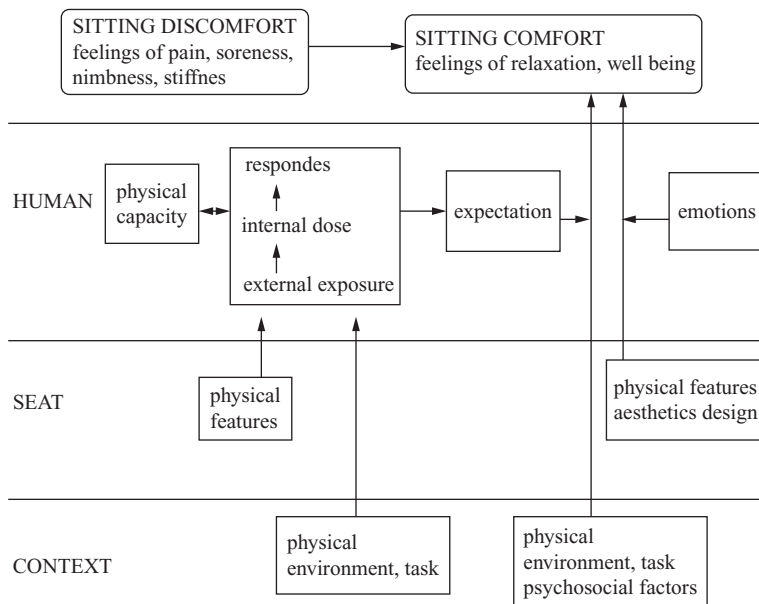 SITTING DISCOMFORT
feelings of pain, soreness,
nimbness, stiffnes
SITTING COMFORT
feelings of relaxation, well being
HUMAN
physical
capacity
respondes
internal dose
external exposure
expectation
emotions
SEAT
physical
features
physical features
aesthetics design
CONTEXT
physical
environment, task
physical
environment, task
psychosocial factors